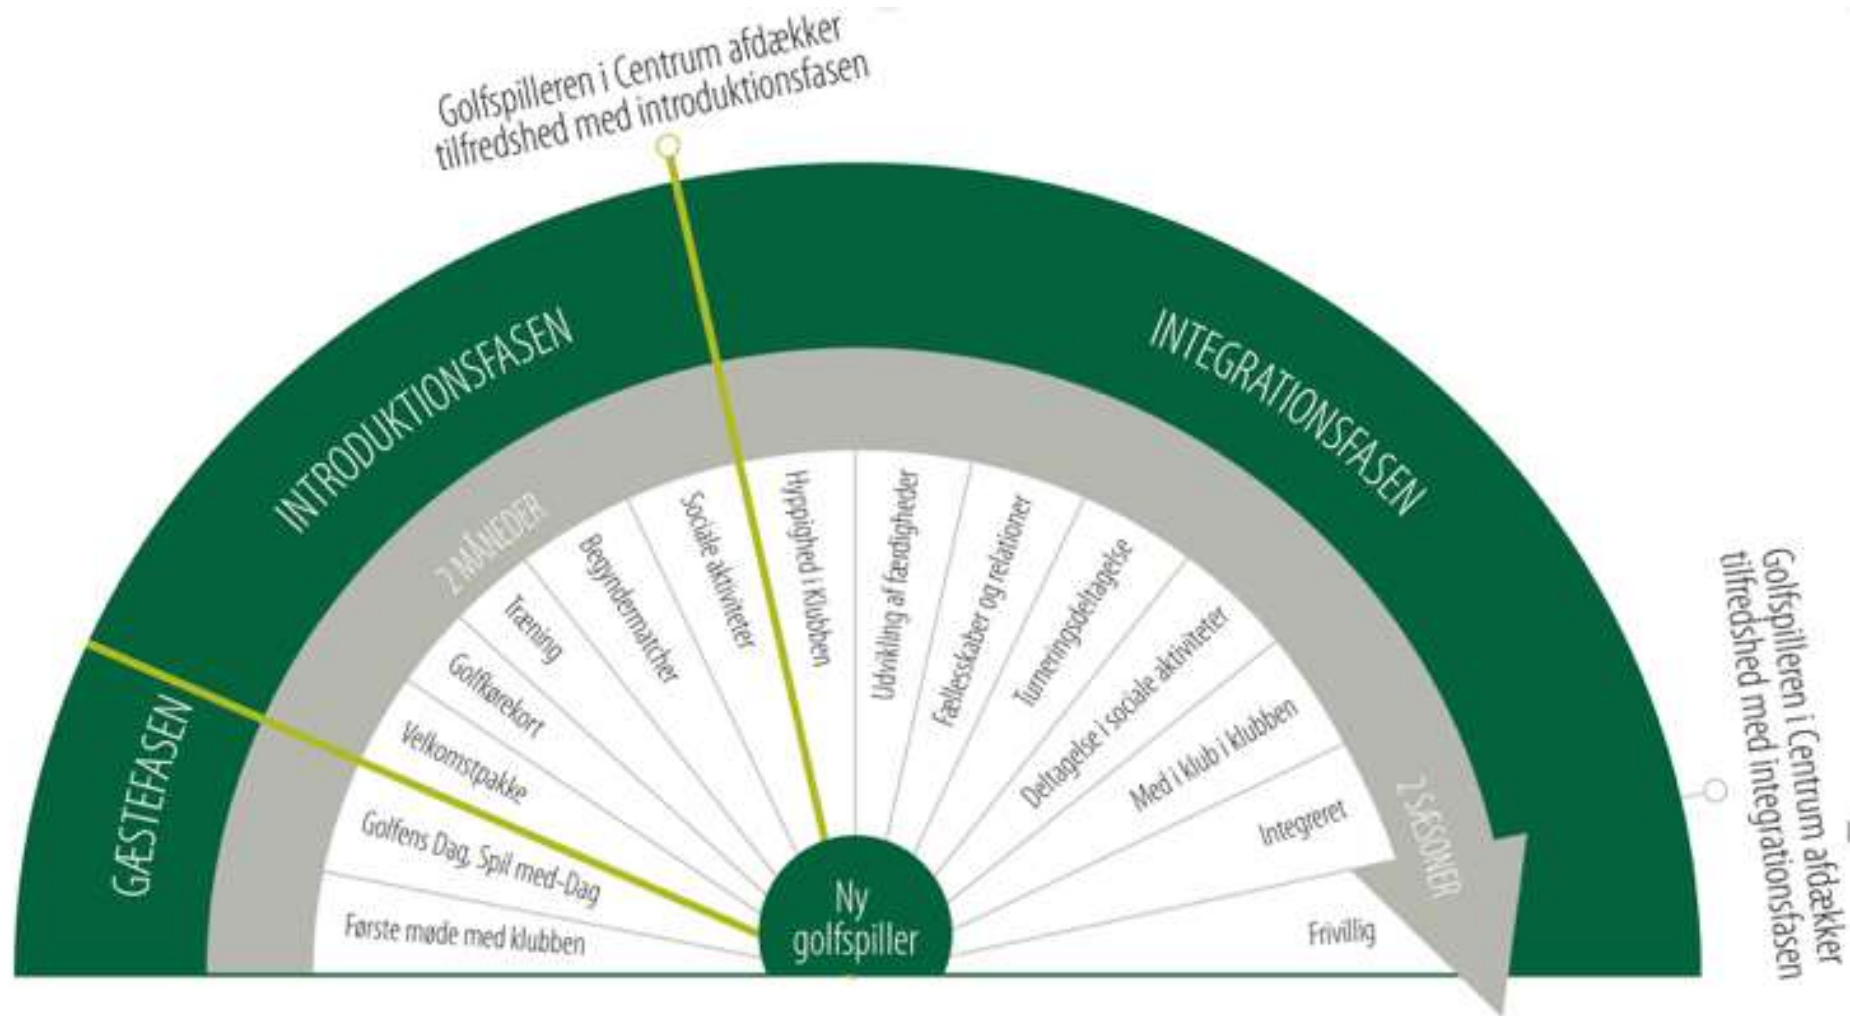 Golfspilleren i Centrum afdækker
tilfredshed med introduktionsfasen
GÆSTEFASEN
INTRODUKTIONSFASEN
INTEGRATIONSFASEN
2 MÅNEDER
2 SÆSONER
Første møde med klubben
Golfens Dag, Spil med-Dag
Velkomstpakke
Golfkørekort
Træning
Begyndermatcher
Sociale aktiviteter
Hyppighed i Klubben
Udvikling af færdigheder
Fællesskaber og relationer
Turneringsdeltagelse
Deltagelse i sociale aktiviteter
Med i klub i klubben
Integreret
Frivillig
Ny
golfspiller
Golfspilleren i Centrum afdækker
tilfredshed med integrationsfasen